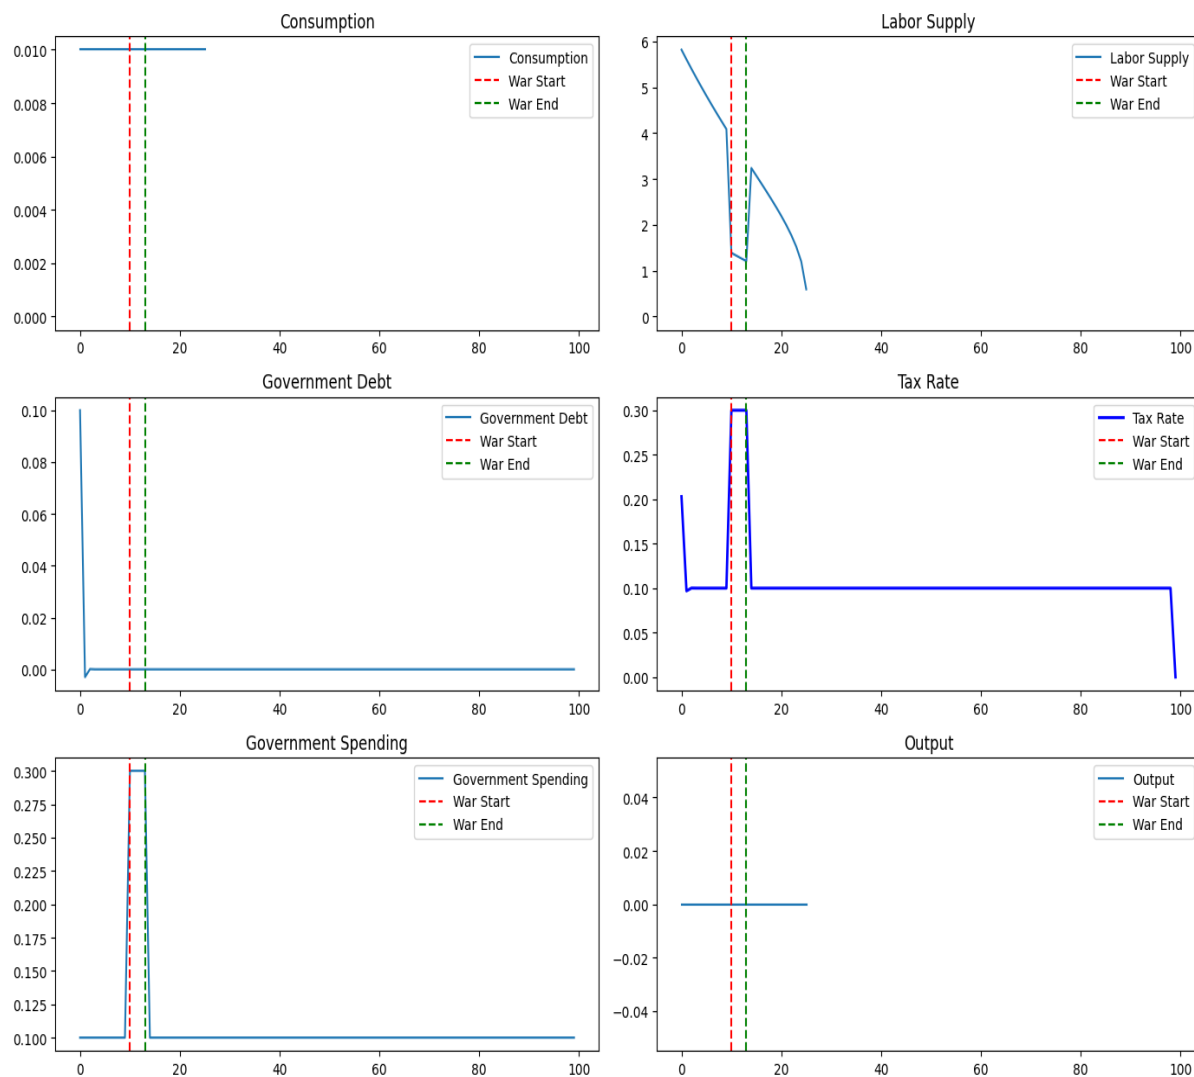 Consumption
0.010
0.008
0.006
0.004
0.002
0.000
Consumption
War Start
War End
0 20 40 60 80 100
Labor Supply
6
5
4
3
2
1
0
Labor Supply
War Start
War End
0 20 40 60 80 100
Government Debt
0.10
0.08
0.06
0.04
0.02
0.00
Government Debt
War Start
War End
0 20 40 60 80 100
Tax Rate
0.30
0.25
0.20
0.15
0.10
0.05
0.00
Tax Rate
War Start
War End
0 20 40 60 80 100
Government Spending
0.300
0.275
0.250
0.225
0.200
0.175
0.150
0.125
0.100
Government Spending
War Start
War End
0 20 40 60 80 100
Output
0.04
0.02
0.00
−0.02
−0.04
Output
War Start
War End
0 20 40 60 80 100